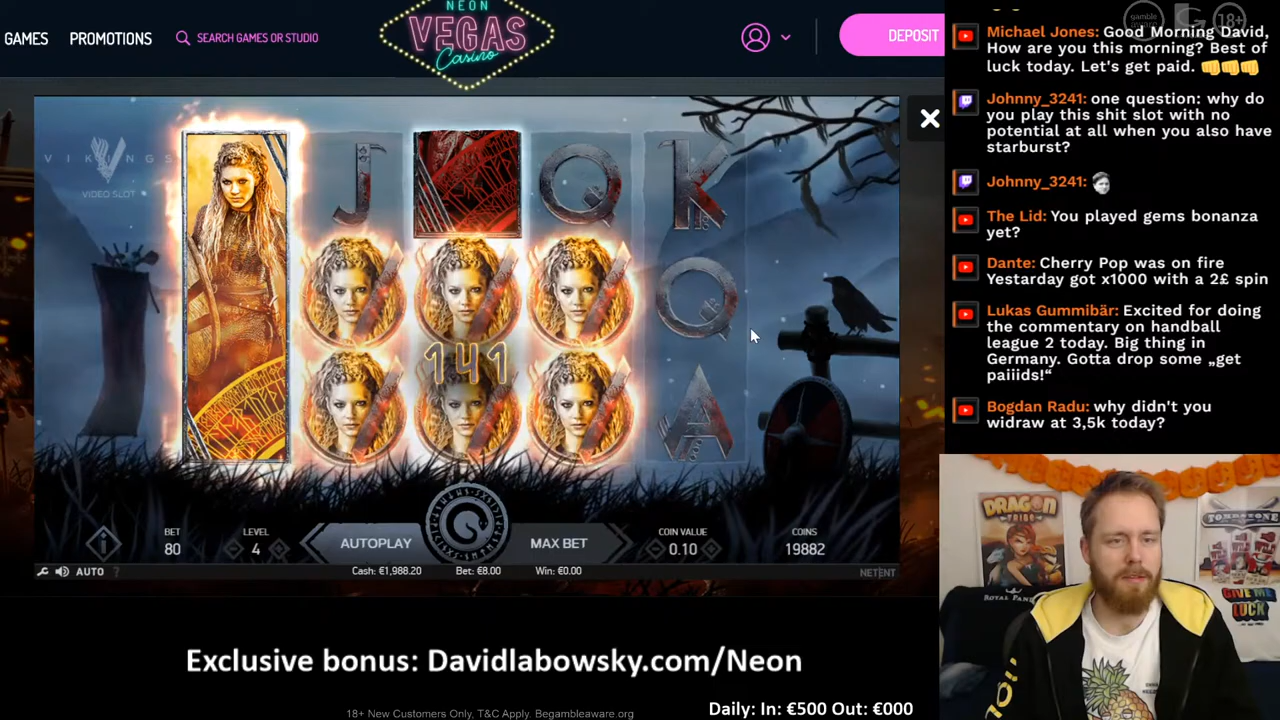 NEON
VEGAS
Casino
GAMES
PROMOTIONS
SEARCH GAMES OR STUDIO
DEPOSIT
gamble
aware
G
18+
VIKINGS
VIDEO SLOT
J
Q
K
Q
A
141
BET
80
LEVEL
4
AUTOPLAY
MAX BET
COIN VALUE
0.10
COINS
19882
AUTO
?
Cash: €1,988.20
Bet: €8.00
Win: €0.00
NETENT
Exclusive bonus: Davidlabowsky.com/Neon
18+ New Customers Only, T&C Apply. Begambleaware.org
Daily: In: €500 Out: €000
Michael Jones: Good Morning David,
How are you this morning? Best of
luck today. Let's get paid. 👊👊👊
Johnny_3241: one question: why do
you play this shit slot with no
potential at all when you also have
starburst?
Johnny_3241:
The Lid: You played gems bonanza
yet?
Dante: Cherry Pop was on fire
Yestarday got x1000 with a 2£ spin
Lukas Gummibär: Excited for doing
the commentary on handball
league 2 today. Big thing in
Germany. Gotta drop some „get
paiiids!“
Bogdan Radu: why didn't you
widraw at 3,5k today?
DRAGON
TRIBE
TOMBSTONE
ROYAL PAN
GIVE ME
LUCK